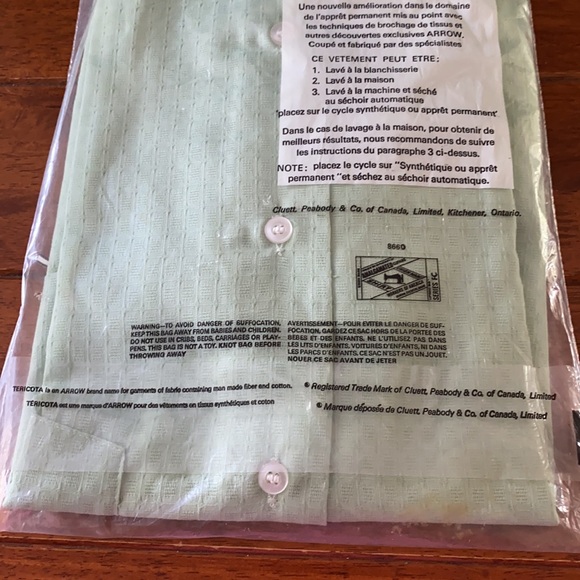 Une nouvelle amélioration dans le domaine
de l'apprêt permanent mis au point avec
les techniques de brochage de tissus et
autres découvertes exclusives ARROW.
Coupé et fabriqué par des spécialistes
CE VETEMENT PEUT ETRE:
1. Lavé à la blanchisserie
2. Lavé à la maison
3. Lavé à la machine et séché
au séchoir automatique
"placez sur le cycle synthétique ou apprêt permanent"
Dans le cas de lavage à la maison, pour obtenir de
meilleurs résultats, nous recommandons de suivre
les instructions du paragraphe 3 ci-dessus.
NOTE: placez le cycle sur "Synthétique ou apprêt
permanent "et séchez au séchoir automatique.
Cluett, Peabody & Co. of Canada, Limited, Kitchener, Ontario.
866D
SERIES FC.
WARNING—TO AVOID DANGER OF SUFFOCATION,
KEEP THIS BAG AWAY FROM BABIES AND CHILDREN.
DO NOT USE IN CRIBS, BEDS, CARRIAGES OR PLAY-
PENS. THIS BAG IS NOT A TOY. KNOT BAG BEFORE
THROWING AWAY
AVERTISSEMENT—POUR EVITER LE DANGER DE SUF-
FOCATION, GARDEZ CE SAC HORS DE LA PORTÉE DES
BÉBÉS ET DES ENFANTS. NE L'UTILISEZ PAS DANS
LES LITS D'ENFANTS, VOITURES D'ENFANTS, NI DANS
LES PARCS D'ENFANTS. CE SAC N'EST PAS UN JOUET.
NOUER CE SAC AVANT DE JETER
TERICOTA is an ARROW brand name for garments of fabric containing man made fiber and cotton.
TERICOTA est une marque d'ARROW pour des vêtements en tissu synthétiques et coton
® Registered Trade Mark of Cluett, Peabody & Co. of Canada, Limited
® Marque déposée de Cluett, Peabody & Co. of Canada, Limited